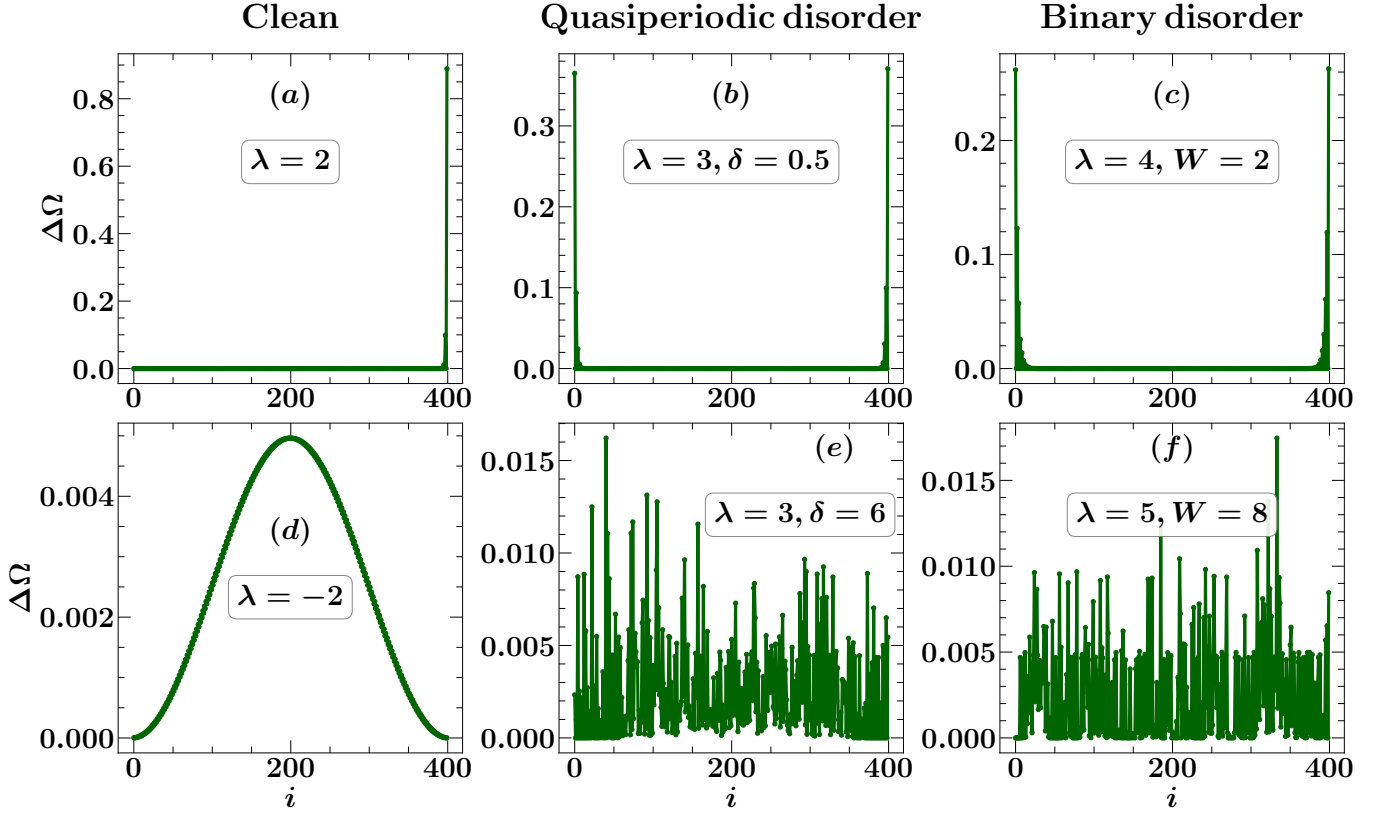 Clean
Quasiperiodic disorder
Binary disorder
(a)
λ = 2
ΔΩ
0.8
0.6
0.4
0.2
0.0
0
200
400
(b)
λ = 3, δ = 0.5
0.3
0.2
0.1
0.0
0
200
400
(c)
λ = 4, W = 2
0.2
0.1
0.0
0
200
400
(d)
λ = −2
ΔΩ
0.004
0.002
0.000
0
200
400
i
(e)
λ = 3, δ = 6
0.015
0.010
0.005
0.000
0
200
400
i
(f)
λ = 5, W = 8
0.015
0.010
0.005
0.000
0
200
400
i